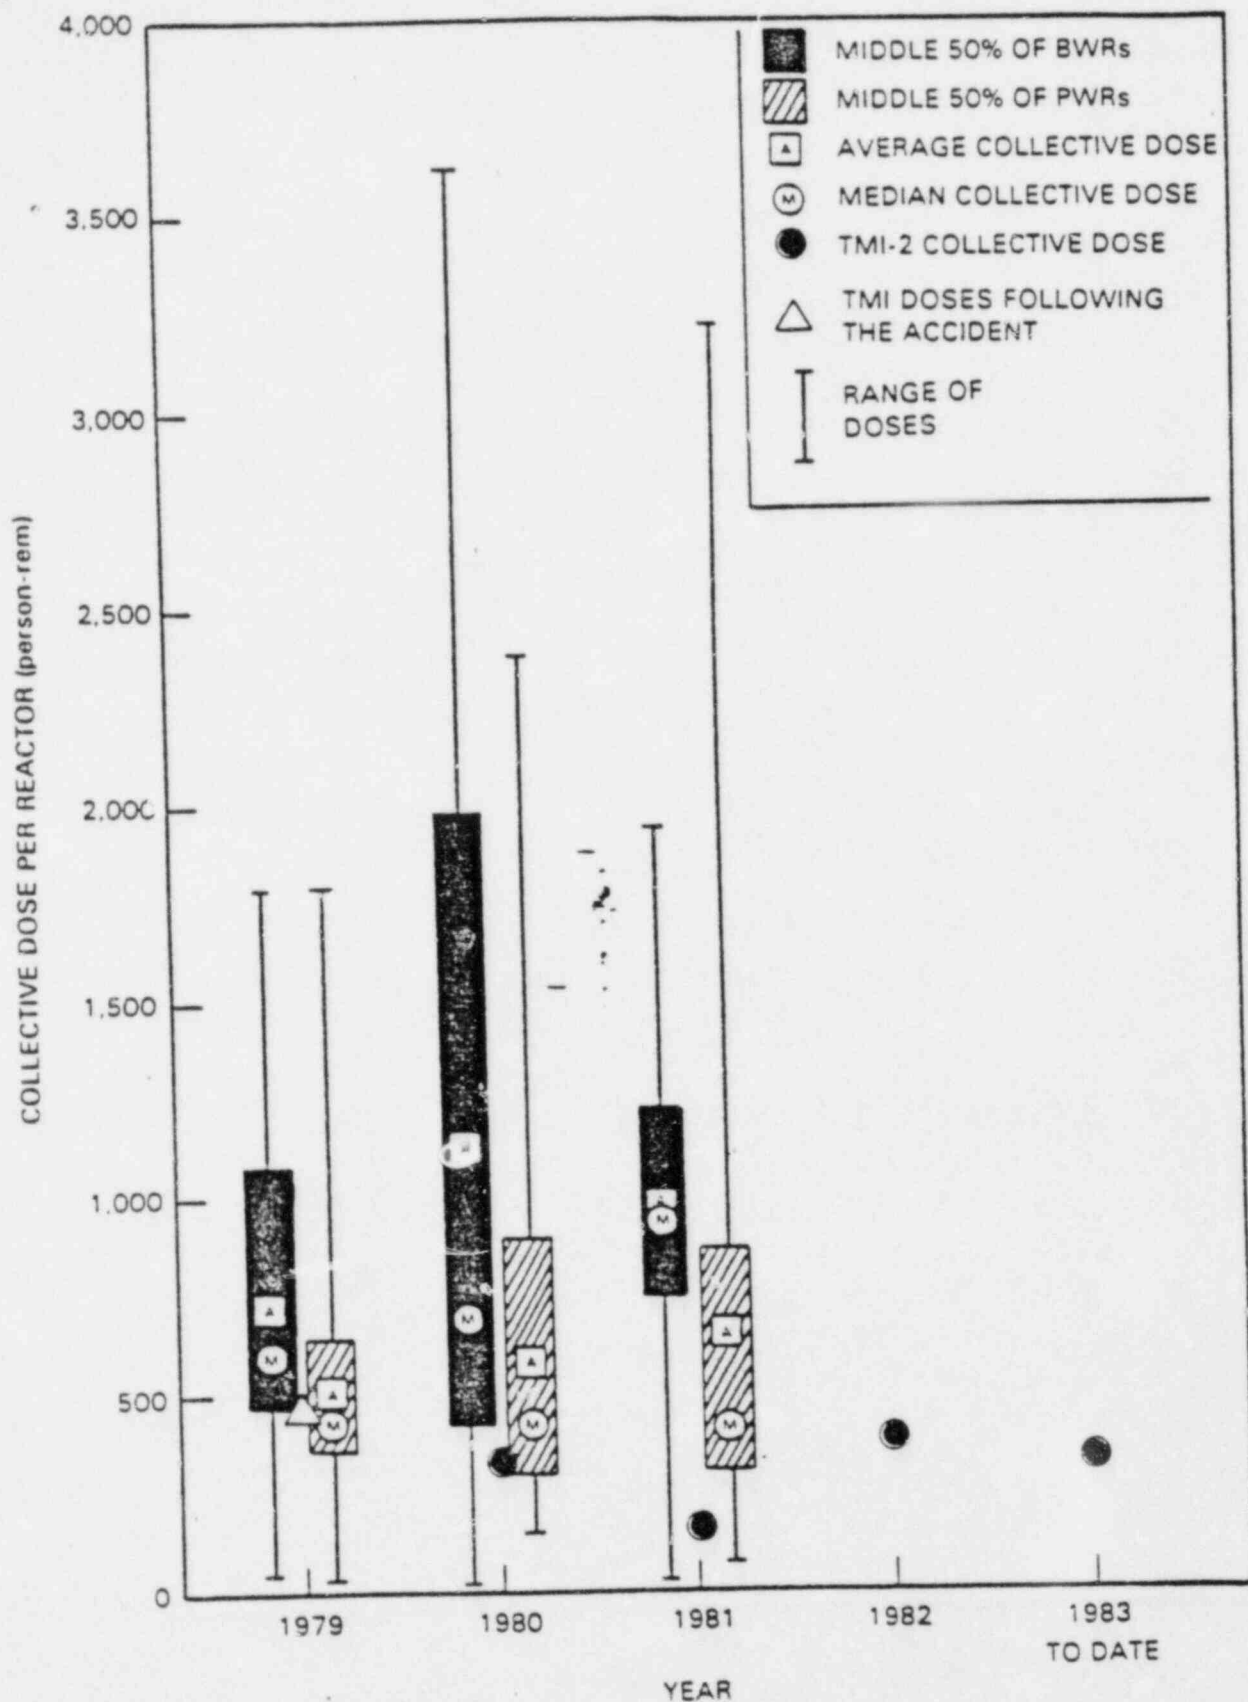 4,000
3,500
3,000
2,500
2,000
1,500
1,000
500
0
COLLECTIVE DOSE PER REACTOR (person-rem)
MIDDLE 50% OF BWRs
MIDDLE 50% OF PWRs
A AVERAGE COLLECTIVE DOSE
M MEDIAN COLLECTIVE DOSE
TMI-2 COLLECTIVE DOSE
TMI DOSES FOLLOWING
THE ACCIDENT
RANGE OF
DOSES
A
M
A
M
M
A
M
M
A
M
1979
1980
1981
1982
1983
TO DATE
YEAR